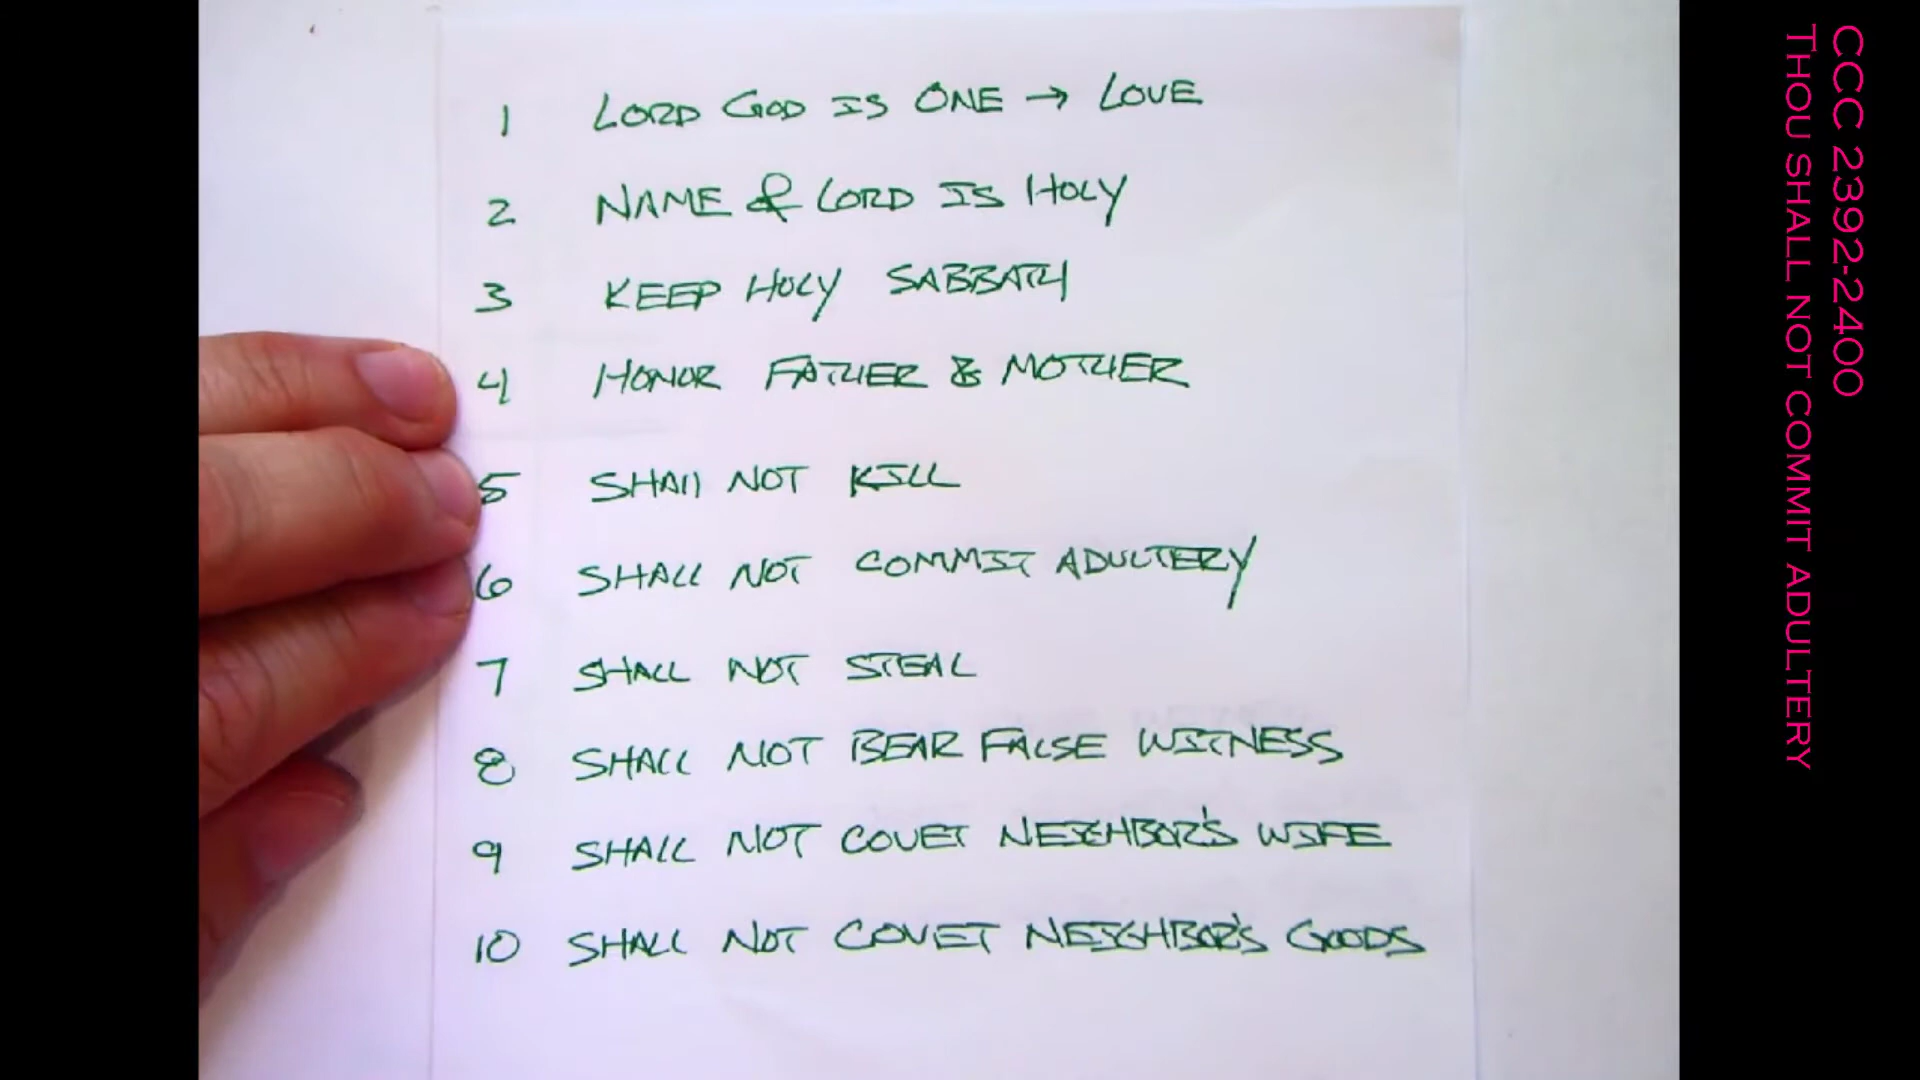 1 LORD GOD IS ONE → LOVE
2 NAME of LORD IS HOLY
3 KEEP HOLY SABBATH
4 HONOR FATHER & MOTHER
5 SHAll NOT KILL
6 SHALL NOT COMMIT ADULTERY
7 SHALL NOT STEAL
8 SHALL NOT BEAR FALSE WITNESS
9 SHALL NOT COVET NEIGHBOR'S WIFE
10 SHALL NOT COVET NEIGHBOR'S GOODS
CCC 2392-2400
THOU SHALL NOT COMMIT ADULTERY